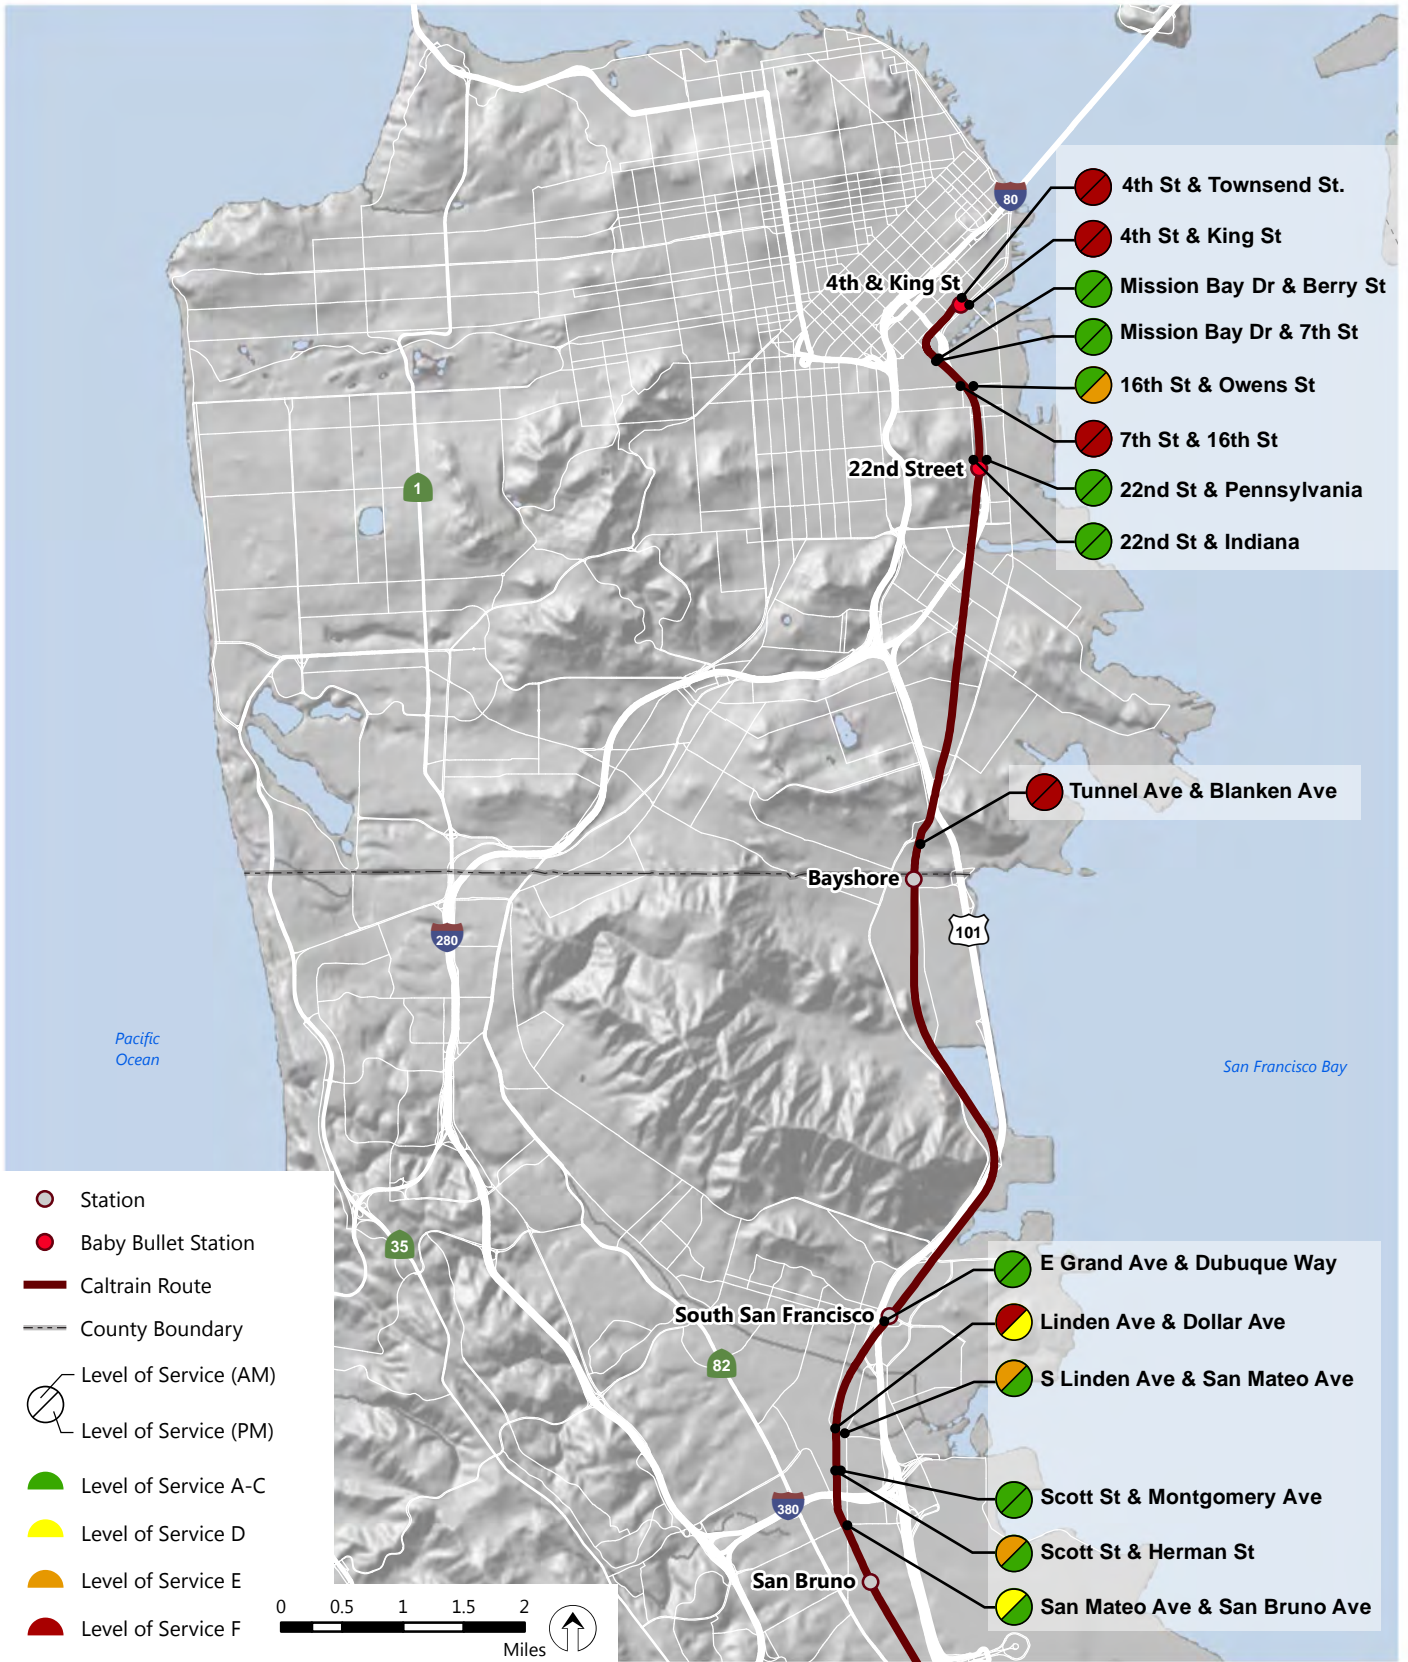 80
4th St & Townsend St.
4th St & King St
4th & King St
Mission Bay Dr & Berry St
Mission Bay Dr & 7th St
16th St & Owens St
7th St & 16th St
22nd Street
1
22nd St & Pennsylvania
22nd St & Indiana
Tunnel Ave & Blanken Ave
Bayshore
280
101
Pacific
Ocean
San Francisco Bay
Station
Baby Bullet Station
Caltrain Route
County Boundary
Level of Service (AM)
Level of Service (PM)
Level of Service A-C
Level of Service D
Level of Service E
Level of Service F
35
E Grand Ave & Dubuque Way
South San Francisco
Linden Ave & Dollar Ave
82
S Linden Ave & San Mateo Ave
Scott St & Montgomery Ave
380
Scott St & Herman St
San Bruno
San Mateo Ave & San Bruno Ave
0 0.5 1 1.5 2
Miles